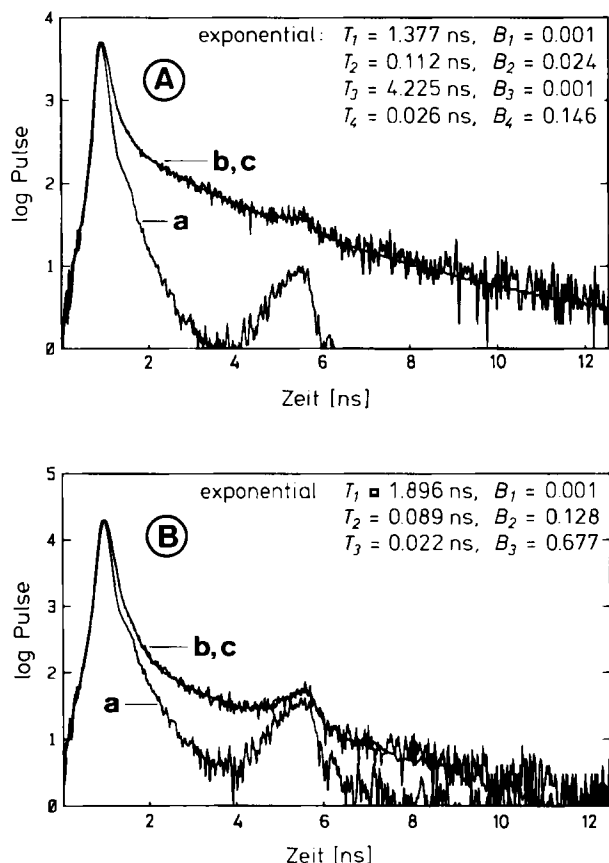 4
3
2
1
0
log Pulse
A
exponential: T1 = 1.377 ns, B1 = 0.001
T2 = 0.112 ns, B2 = 0.024
T3 = 4.225 ns, B3 = 0.001
T4 = 0.026 ns, B4 = 0.146
b,c
a
2 4 6 8 10 12
Zeit [ns]
5
4
3
2
1
0
log Pulse
B
exponential T1 = 1.896 ns, B1 = 0.001
T2 = 0.089 ns, B2 = 0.128
T3 = 0.022 ns, B3 = 0.677
b,c
a
2 4 6 8 10 12
Zeit [ns]